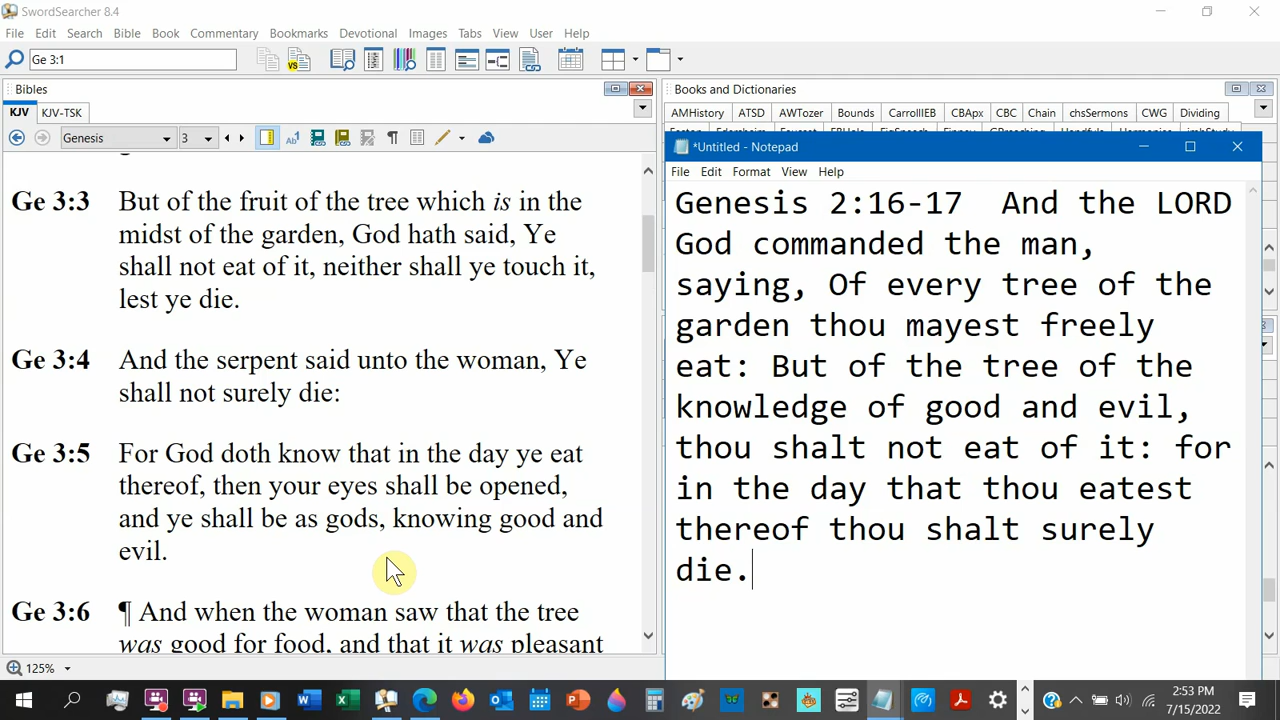 SwordSearcher 8.4
File Edit Search Bible Book Commentary Bookmarks Devotional Images Tabs View User Help
Ge 3:1
VS
Bibles
KJV KJV-TSK
Genesis 3
Ge 3:3 But of the fruit of the tree which is in the
midst of the garden, God hath said, Ye
shall not eat of it, neither shall ye touch it,
lest ye die.
Ge 3:4 And the serpent said unto the woman, Ye
shall not surely die:
Ge 3:5 For God doth know that in the day ye eat
thereof, then your eyes shall be opened,
and ye shall be as gods, knowing good and
evil.
Ge 3:6 ¶ And when the woman saw that the tree
was good for food, and that it was pleasant
125%
Books and Dictionaries
AMHistory ATSD AWTozer Bounds CarrollIEB CBApx CBC Chain chsSermons CWG Dividing
*Untitled - Notepad
File Edit Format View Help
Genesis 2:16-17  And the LORD
God commanded the man,
saying, Of every tree of the
garden thou mayest freely
eat: But of the tree of the
knowledge of good and evil,
thou shalt not eat of it: for
in the day that thou eatest
thereof thou shalt surely
die.
2:53 PM
7/15/2022